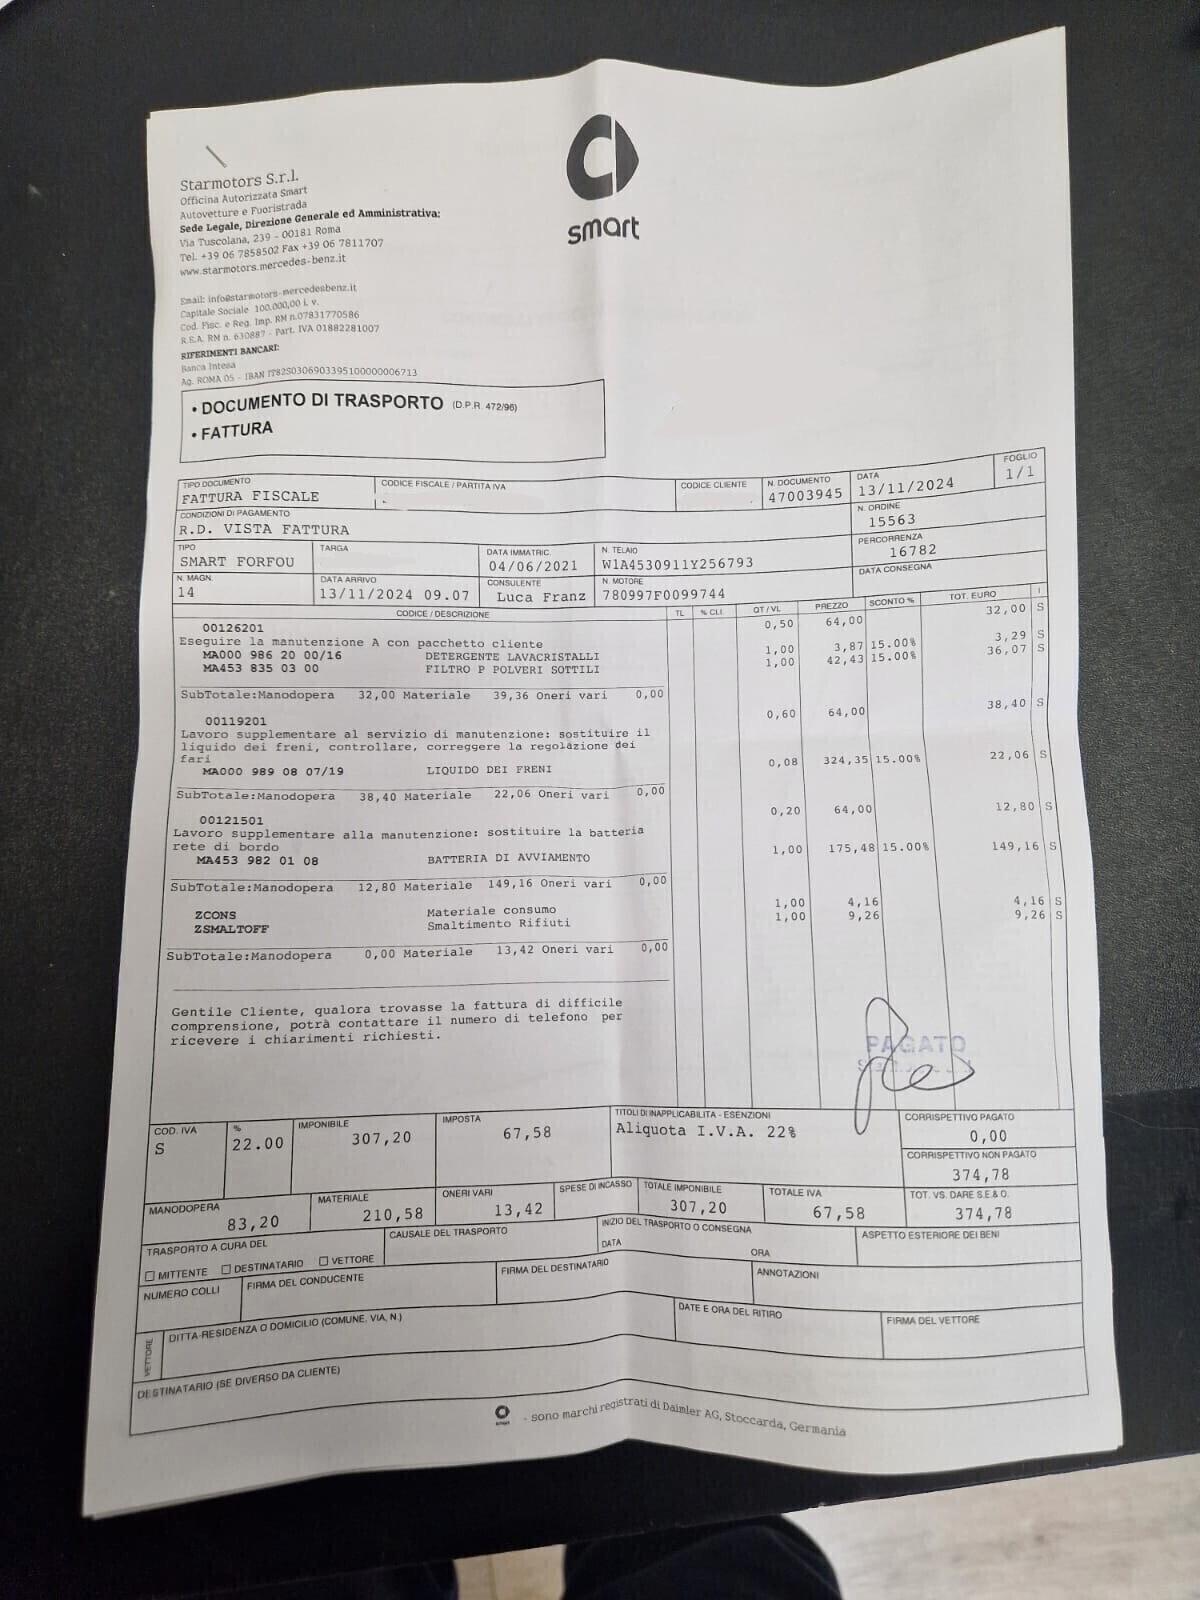 smart
Starmotors S.r.l.
Officina Autorizzata Smart
Autovetture e Fuoristrada
Sede Legale, Direzione Generale ed Amministrativa:
Via Tuscolana, 239 - 00181 Roma
Tel. +39 06 7858502 Fax +39 06 7811707
www.starmotors.mercedes-benz.it
Email: info@starmotors-mercedesbenz.it
Capitale Sociale 100.000,00 i. v.
Cod. Fisc. e Reg. Imp. RM n.07831770586
R.E.A. RM n. 630887 - Part. IVA 01882281007
RIFERIMENTI BANCARI:
Banca Intesa
Ag. ROMA 05 - IBAN IT82S0306903395100000006713
• DOCUMENTO DI TRASPORTO (D.P.R. 472/96)
• FATTURA
TIPO DOCUMENTO CODICE FISCALE / PARTITA IVA CODICE CLIENTE N. DOCUMENTO DATA FOGLIO
FATTURA FISCALE 47003945 13/11/2024 1/1
CONDIZIONI DI PAGAMENTO N. ORDINE
R.D. VISTA FATTURA 15563
TIPO TARGA DATA IMMATRIC. N. TELAIO PERCORRENZA
SMART FORFOU 04/06/2021 W1A4530911Y256793 16782
N. MAGN. DATA ARRIVO CONSULENTE N. MOTORE DATA CONSEGNA
14 13/11/2024 09.07 Luca Franz 780997F0099744
CODICE / DESCRIZIONE TL % CLI. QT / VL PREZZO SCONTO % TOT. EURO I
00126201 0,50 64,00 32,00 S
Eseguire la manutenzione A con pacchetto cliente
MA000 986 20 00/16 DETERGENTE LAVACRISTALLI 1,00 3,87 15.00% 3,29 S
MA453 835 03 00 FILTRO P POLVERI SOTTILI 1,00 42,43 15.00% 36,07 S
SubTotale:Manodopera 32,00 Materiale 39,36 Oneri vari 0,00
00119201 0,60 64,00 38,40 S
Lavoro supplementare al servizio di manutenzione: sostituire il
liquido dei freni, controllare, correggere la regolazione dei
fari
MA000 989 08 07/19 LIQUIDO DEI FRENI 0,08 324,35 15.00% 22,06 S
SubTotale:Manodopera 38,40 Materiale 22,06 Oneri vari 0,00
00121501 0,20 64,00 12,80 S
Lavoro supplementare alla manutenzione: sostituire la batteria
rete di bordo
MA453 982 01 08 BATTERIA DI AVVIAMENTO 1,00 175,48 15.00% 149,16 S
SubTotale:Manodopera 12,80 Materiale 149,16 Oneri vari 0,00
ZCONS Materiale consumo 1,00 4,16 4,16 S
ZSMALTOFF Smaltimento Rifiuti 1,00 9,26 9,26 S
SubTotale:Manodopera 0,00 Materiale 13,42 Oneri vari 0,00
Gentile Cliente, qualora trovasse la fattura di difficile
comprensione, potrà contattare il numero di telefono per
ricevere i chiarimenti richiesti.
PAGATO
COD. IVA % IMPONIBILE IMPOSTA TITOLI DI INAPPLICABILITA - ESENZIONI CORRISPETTIVO PAGATO
S 22.00 307,20 67,58 Aliquota I.V.A. 22% 0,00
CORRISPETTIVO NON PAGATO
374,78
MANODOPERA MATERIALE ONERI VARI SPESE DI INCASSO TOTALE IMPONIBILE TOTALE IVA TOT. VS. DARE S.E.& O.
83,20 210,58 13,42 307,20 67,58 374,78
TRASPORTO A CURA DEL CAUSALE DEL TRASPORTO INIZIO DEL TRASPORTO O CONSEGNA ASPETTO ESTERIORE DEI BENI
MITTENTE DESTINATARIO VETTORE DATA ORA
NUMERO COLLI FIRMA DEL CONDUCENTE FIRMA DEL DESTINATARIO ANNOTAZIONI
VETTORE DITTA-RESIDENZA O DOMICILIO (COMUNE, VIA, N.) DATE E ORA DEL RITIRO FIRMA DEL VETTORE
DESTINATARIO (SE DIVERSO DA CLIENTE)
- sono marchi registrati di Daimler AG, Stoccarda, Germania